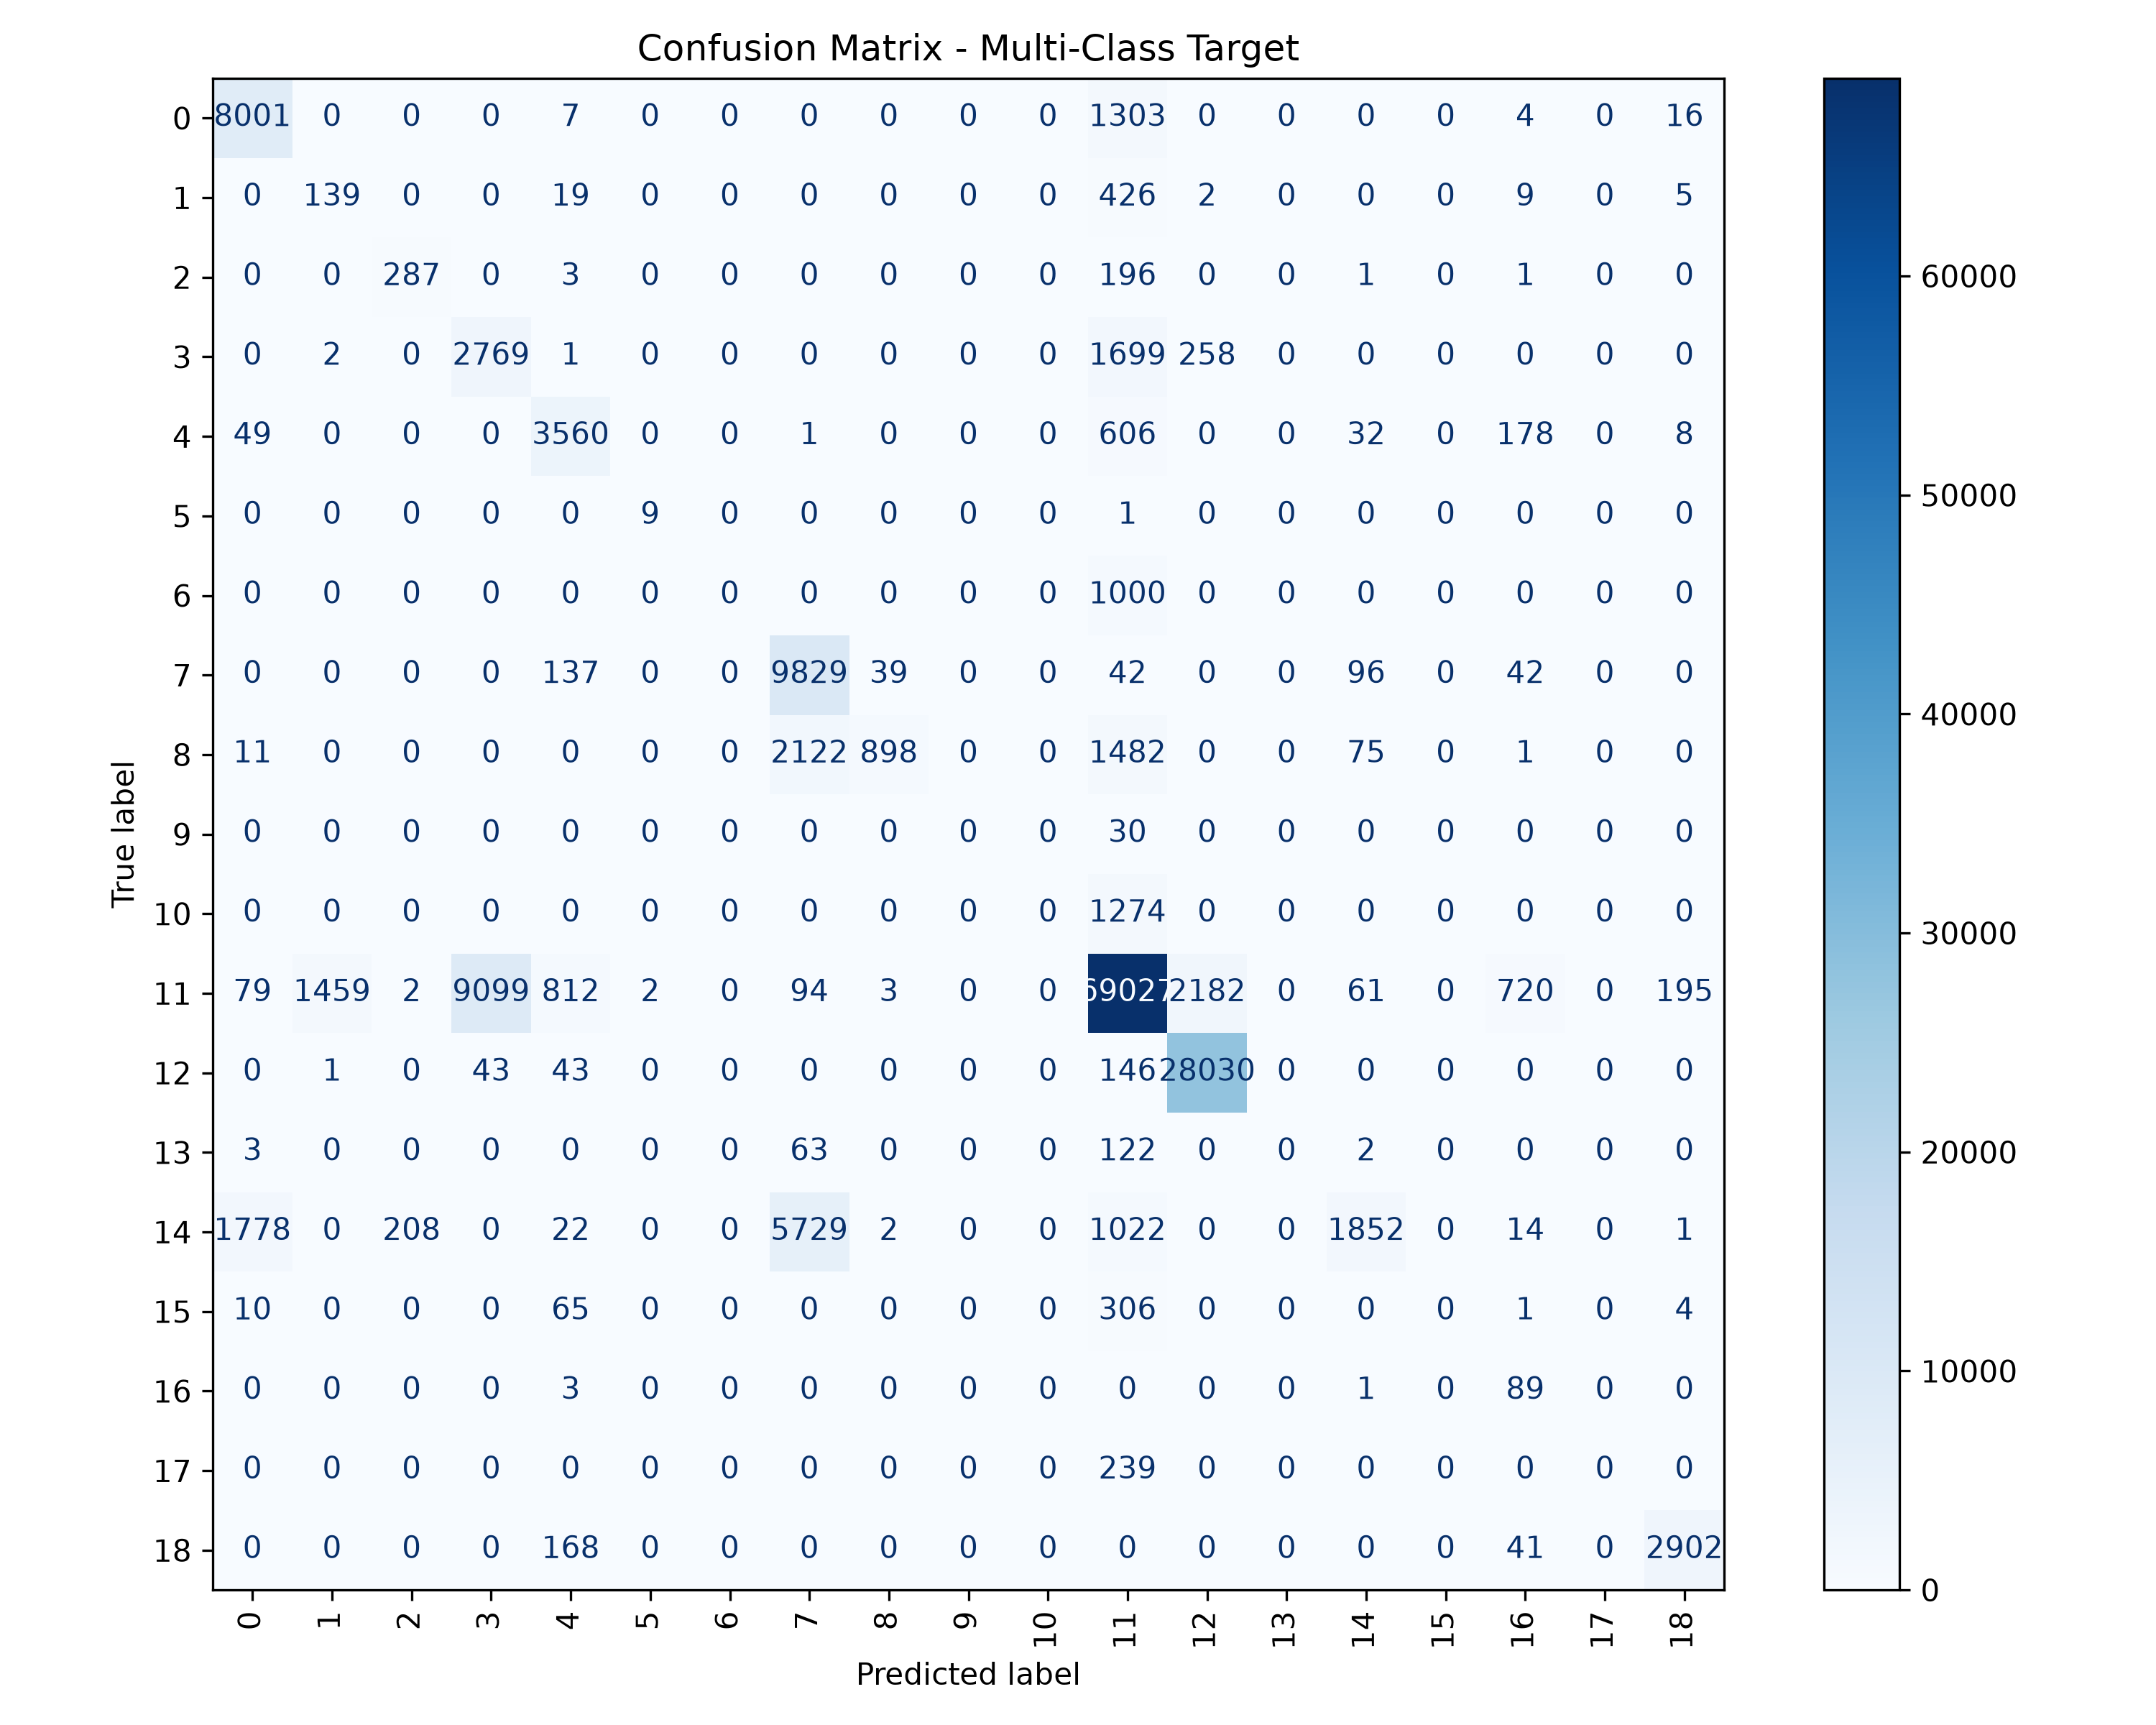 Confusion Matrix - Multi-Class Target
0 8001 0 0 0 7 0 0 0 0 0 0 1303 0 0 0 0 4 0 16
1 0 139 0 0 19 0 0 0 0 0 0 426 2 0 0 0 9 0 5
2 0 0 287 0 3 0 0 0 0 0 0 196 0 0 1 0 1 0 0
3 0 2 0 2769 1 0 0 0 0 0 0 1699 258 0 0 0 0 0 0
4 49 0 0 0 3560 0 0 1 0 0 0 606 0 0 32 0 178 0 8
5 0 0 0 0 0 9 0 0 0 0 0 1 0 0 0 0 0 0 0
6 0 0 0 0 0 0 0 0 0 0 0 1000 0 0 0 0 0 0 0
7 0 0 0 0 137 0 0 9829 39 0 0 42 0 0 96 0 42 0 0
8 11 0 0 0 0 0 0 2122 898 0 0 1482 0 0 75 0 1 0 0
9 0 0 0 0 0 0 0 0 0 0 0 30 0 0 0 0 0 0 0
10 0 0 0 0 0 0 0 0 0 0 0 1274 0 0 0 0 0 0 0
11 79 1459 2 9099 812 2 0 94 3 0 0 69027 2182 0 61 0 720 0 195
12 0 1 0 43 43 0 0 0 0 0 0 146 28030 0 0 0 0 0 0
13 3 0 0 0 0 0 0 63 0 0 0 122 0 0 2 0 0 0 0
14 1778 0 208 0 22 0 0 5729 2 0 0 1022 0 0 1852 0 14 0 1
15 10 0 0 0 65 0 0 0 0 0 0 306 0 0 0 0 1 0 4
16 0 0 0 0 3 0 0 0 0 0 0 0 0 0 1 0 89 0 0
17 0 0 0 0 0 0 0 0 0 0 0 239 0 0 0 0 0 0 0
18 0 0 0 0 168 0 0 0 0 0 0 0 0 0 0 0 41 0 2902
0 1 2 3 4 5 6 7 8 9 10 11 12 13 14 15 16 17 18
Predicted label
True label
60000
50000
40000
30000
20000
10000
0